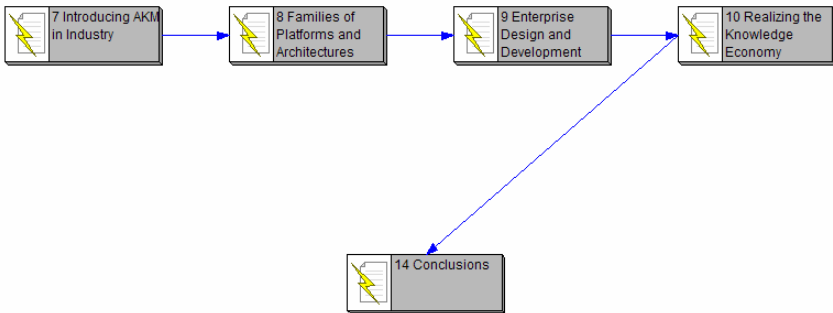 7 Introducing AKM
in Industry
8 Families of
Platforms and
Architectures
9 Enterprise
Design and
Development
10 Realizing the
Knowledge
Economy
14 Conclusions